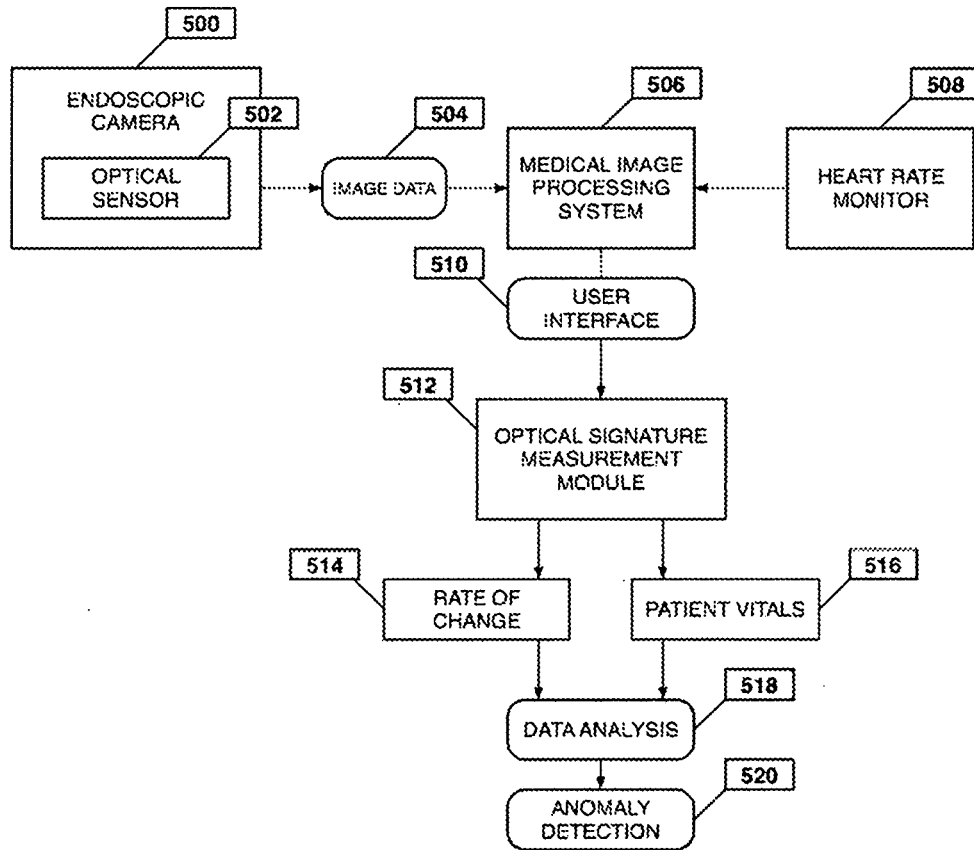 500
506
508
ENDOSCOPIC
CAMERA
502
504
OPTICAL
SENSOR
IMAGE DATA
MEDICAL IMAGE
PROCESSING
SYSTEM
HEART RATE
MONITOR
510
USER
INTERFACE
512
OPTICAL SIGNATURE
MEASUREMENT
MODULE
514
516
RATE OF
CHANGE
PATIENT VITALS
518
DATA ANALYSIS
520
ANOMALY
DETECTION